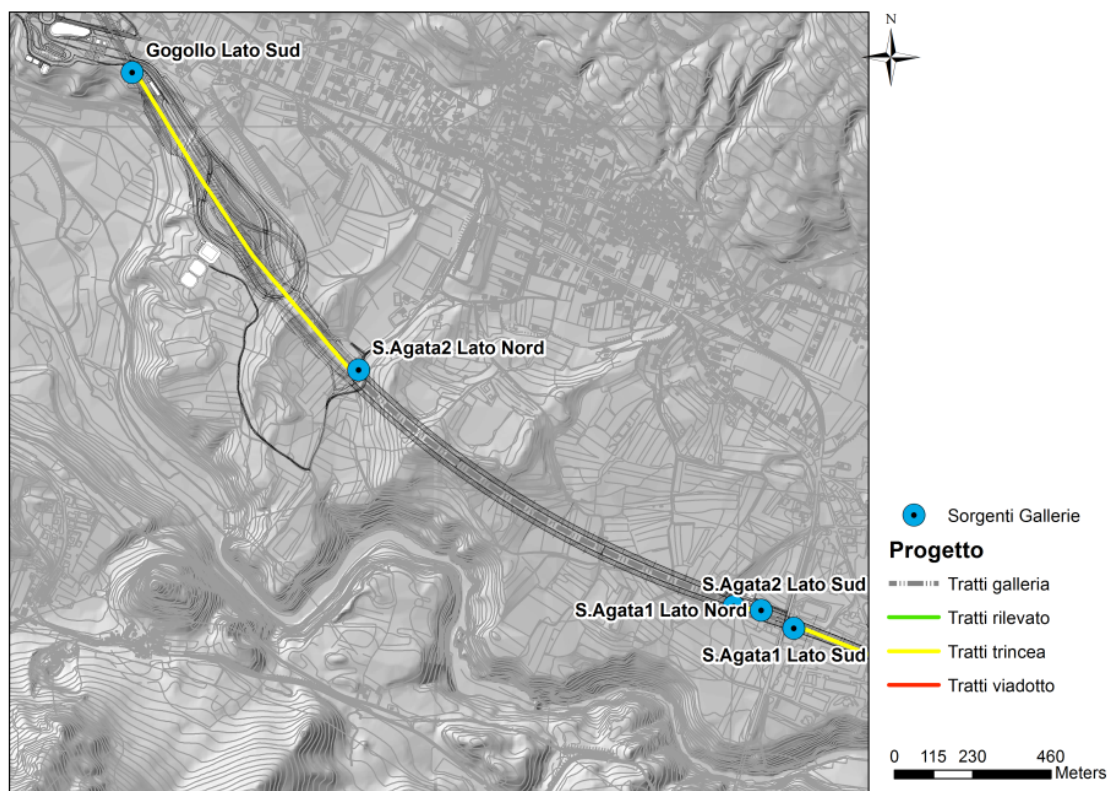 Gogollo Lato Sud
N
S.Agata2 Lato Nord
S.Agata2 Lato Sud
S.Agata1 Lato Nord
S.Agata1 Lato Sud
Sorgenti Gallerie
Progetto
Tratti galleria
Tratti rilevato
Tratti trincea
Tratti viadotto
0 115 230 460
Meters